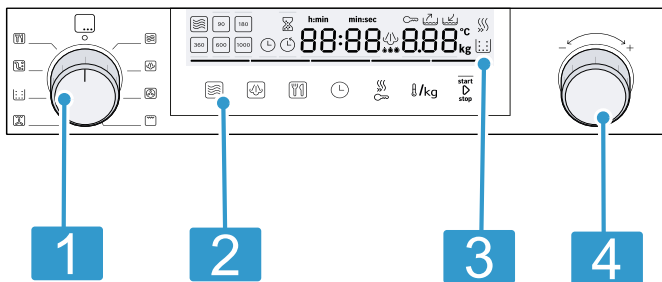 h:min min:sec
90 180
360 600 1000 88:88 8.88 °C
kg
/kg start
stop
- +
1 2 3 4